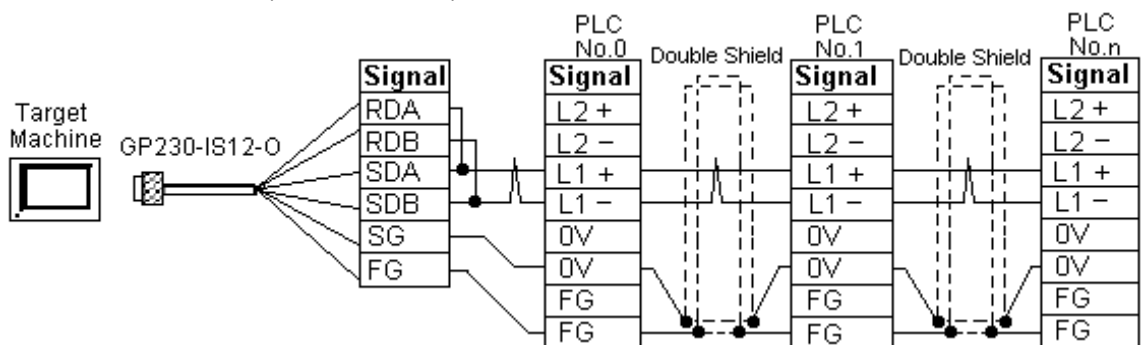 PLC No.0
PLC No.1
PLC No.n
Double Shield
Double Shield
Target Machine
GP230-IS12-O
Signal
RDA
RDB
SDA
SDB
SG
FG
Signal
L2 +
L2 −
L1 +
L1 −
0V
0V
FG
FG
Signal
L2 +
L2 −
L1 +
L1 −
0V
0V
FG
FG
Signal
L2 +
L2 −
L1 +
L1 −
0V
0V
FG
FG